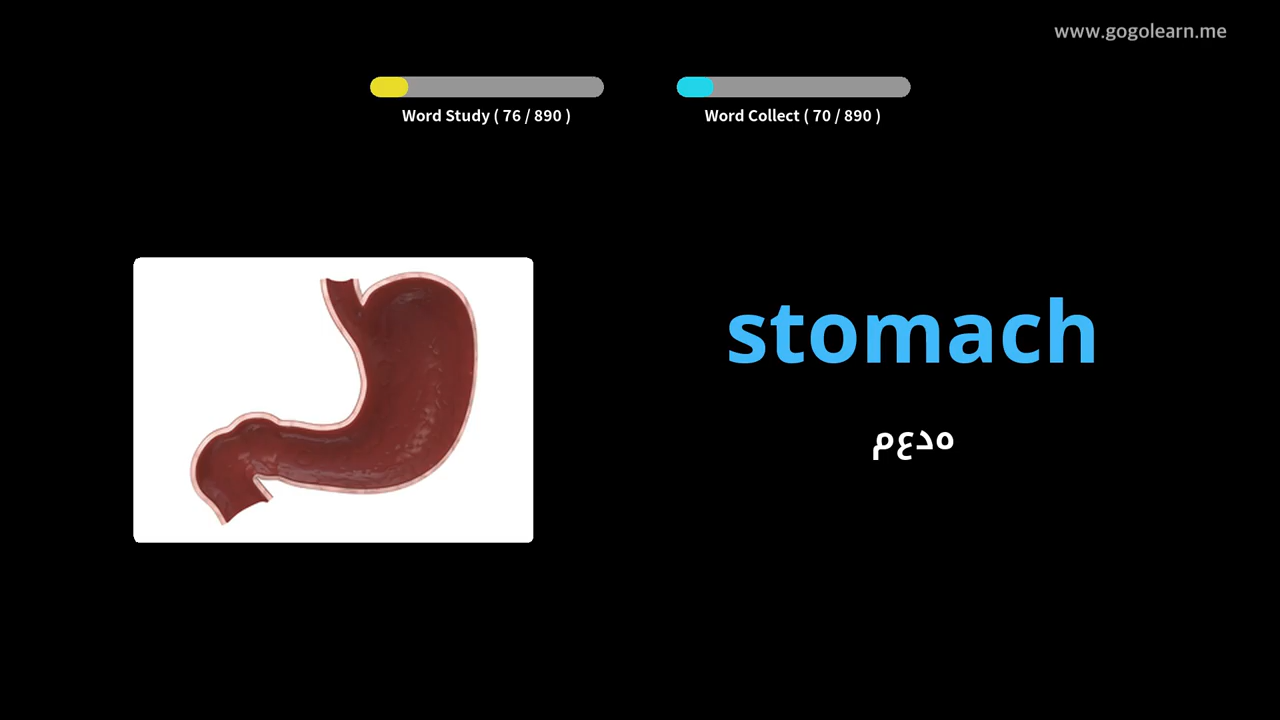 www.gogolearn.me
Word Study ( 76 / 890 )
Word Collect ( 70 / 890 )
stomach
معده